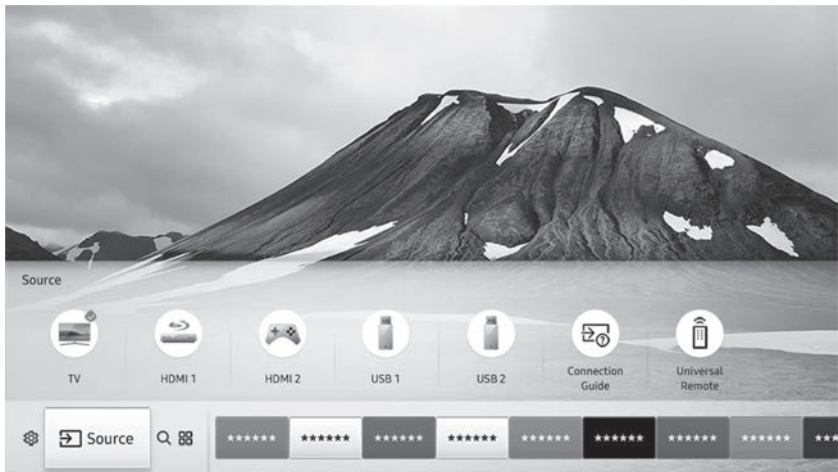 Source
TV
HDMI 1
HDMI 2
USB 1
USB 2
Connection
Guide
Universal
Remote
Source
******
******
******
******
******
******
******
******
***